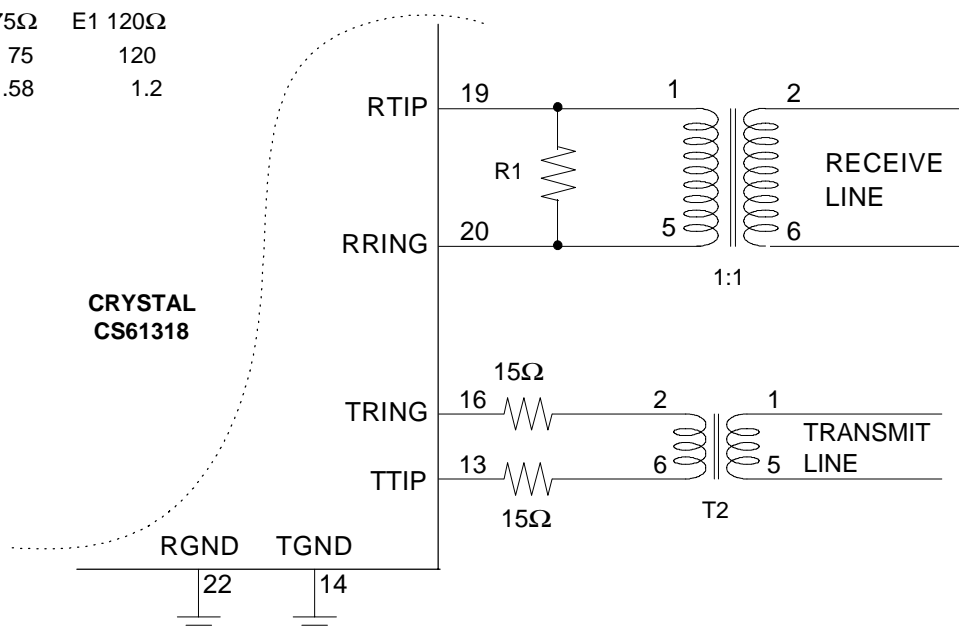 75Ω E1 120Ω
75 120
.58 1.2
RTIP 19 1 2
R1
RECEIVE
LINE
RRING 20 5 6
1:1
CRYSTAL
CS61318
15Ω
TRING 16 2 1
TRANSMIT
LINE
TTIP 13 6 5
15Ω
T2
RGND TGND
22 14